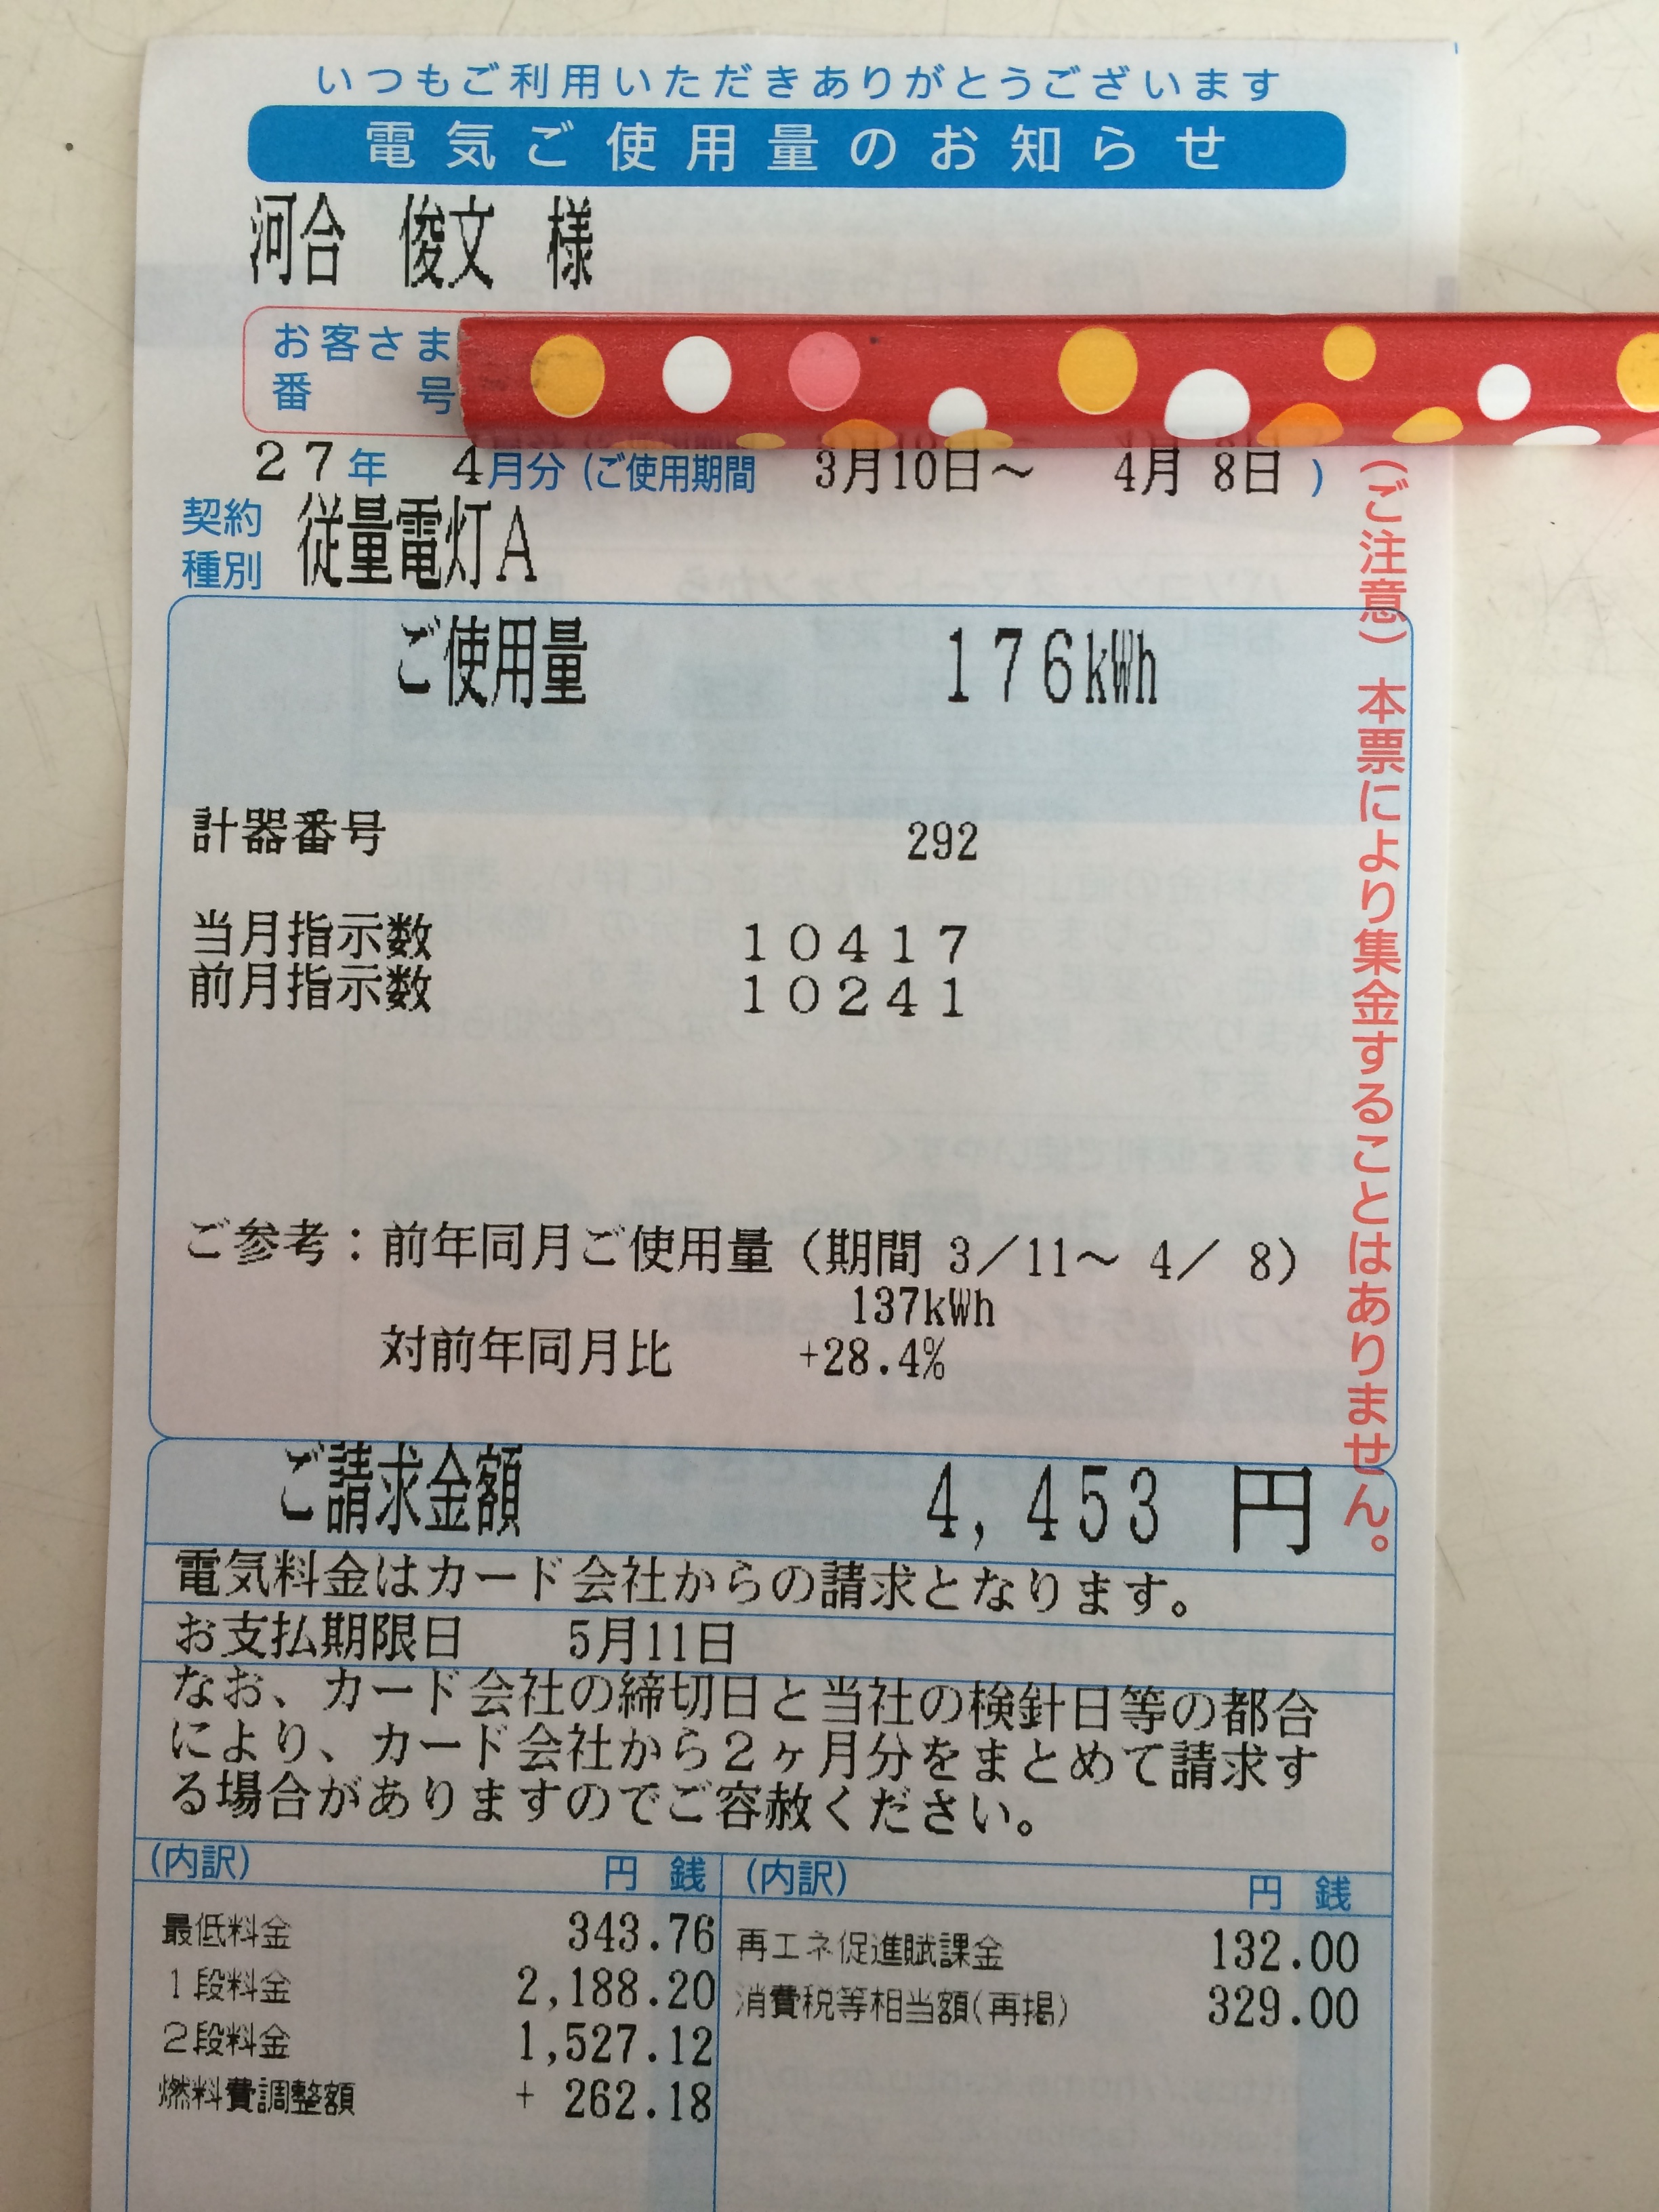 いつもご利用いただきありがとうございます
電気ご使用量のお知らせ
河合 俊文 様
お客さま
番 号
27年 4月分 (ご使用期間 3月10日〜 4月 8日 )
契約
種別 従量電灯A
ご使用量 176kWh
計器番号 292
当月指示数 10417
前月指示数 10241
ご参考：前年同月ご使用量（期間 3／11〜 4／ 8）
137kWh
対前年同月比 +28.4%
ご請求金額 4,453 円
電気料金はカード会社からの請求となります。
お支払期限日 5月11日
なお、カード会社の締切日と当社の検針日等の都合
により、カード会社から2ヶ月分をまとめて請求す
る場合がありますのでご容赦ください。
(内訳) 円 銭
最低料金 343.76
1段料金 2,188.20
2段料金 1,527.12
燃料費調整額 + 262.18
(内訳) 円 銭
再エネ促進賦課金 132.00
消費税等相当額(再掲) 329.00
(ご注意) 本票により集金することはありません。